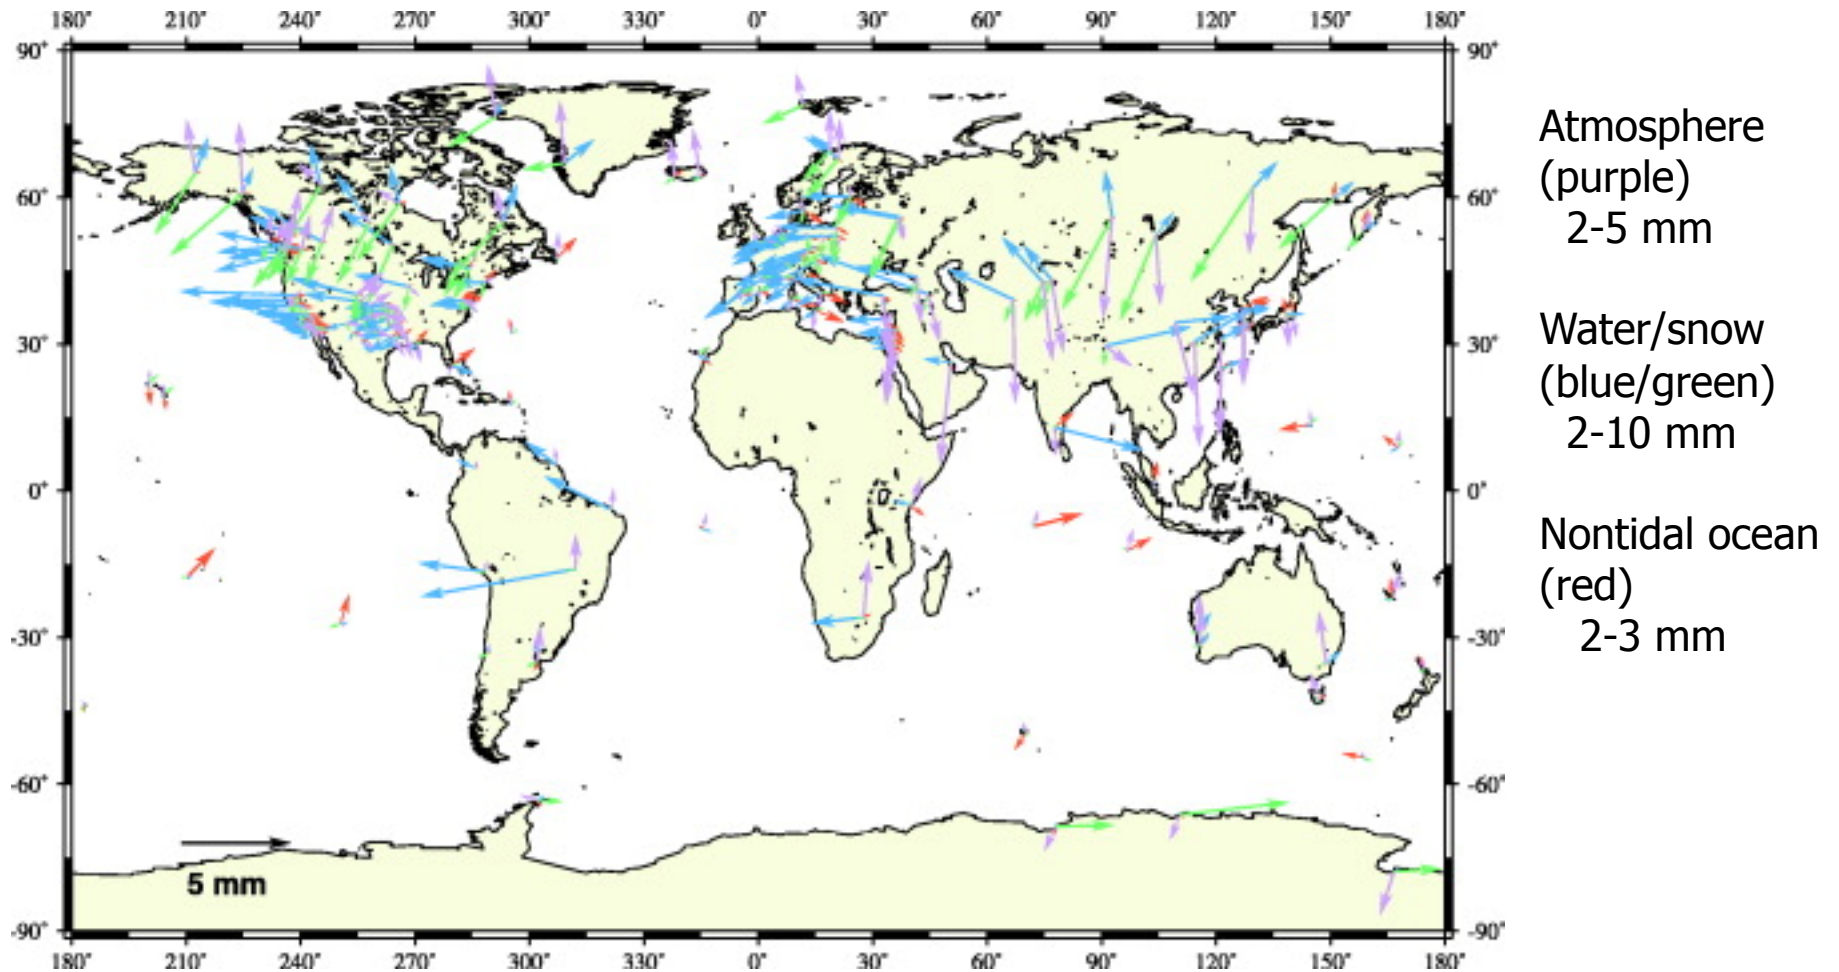 180° 210° 240° 270° 300° 330° 0° 30° 60° 90° 120° 150° 180°
90° 90°
60° 60°
30° 30°
0° 0°
-30° -30°
-60° -60°
-90° -90°
5 mm
180° 210° 240° 270° 300° 330° 0° 30° 60° 90° 120° 150° 180°
Atmosphere
(purple)
2-5 mm
Water/snow
(blue/green)
2-10 mm
Nontidal ocean
(red)
2-3 mm